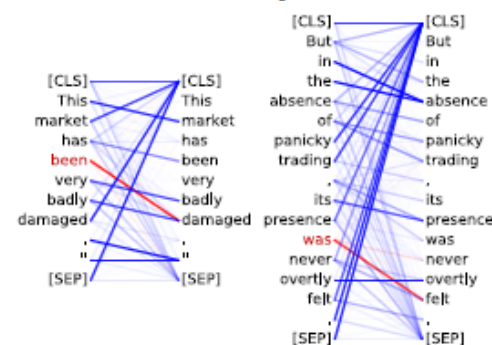 [CLS] [CLS]
This This
market market
has has
been been
very very
badly badly
damaged damaged
, ,
" "
[SEP] [SEP]
[CLS] [CLS]
But But
in in
the the
absence absence
of of
panicky panicky
trading trading
, ,
its its
presence presence
was was
never never
overtly overtly
felt felt
. .
[SEP] [SEP]